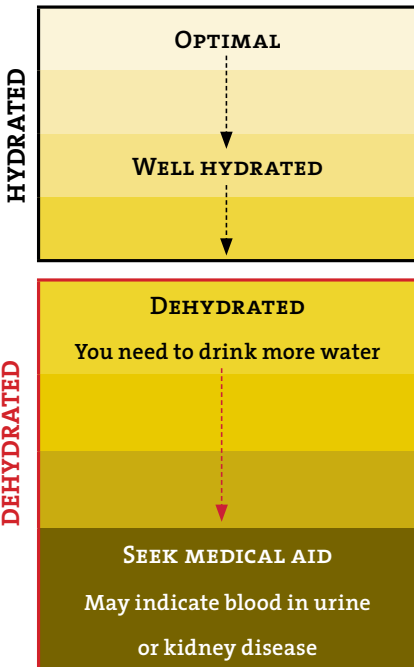 HYDRATED
OPTIMAL
WELL HYDRATED
DEHYDRATED
DEHYDRATED
You need to drink more water
SEEK MEDICAL AID
May indicate blood in urine
or kidney disease